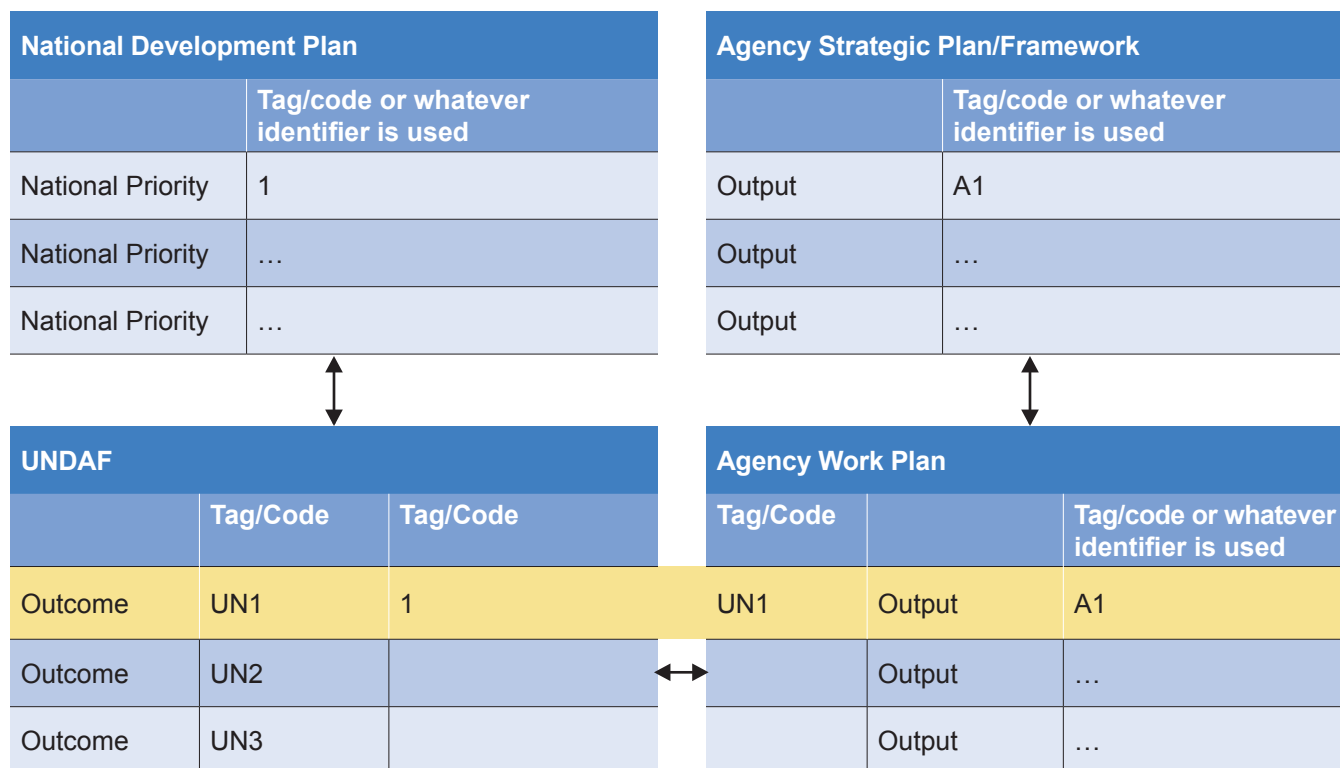 National Development Plan
Tag/code or whatever
identifier is used
National Priority 1
National Priority …
National Priority …
Agency Strategic Plan/Framework
Tag/code or whatever
identifier is used
Output A1
Output …
Output …
UNDAF
Tag/Code Tag/Code
Outcome UN1 1
Outcome UN2
Outcome UN3
Agency Work Plan
Tag/Code Tag/code or whatever
identifier is used
UN1 Output A1
Output …
Output …